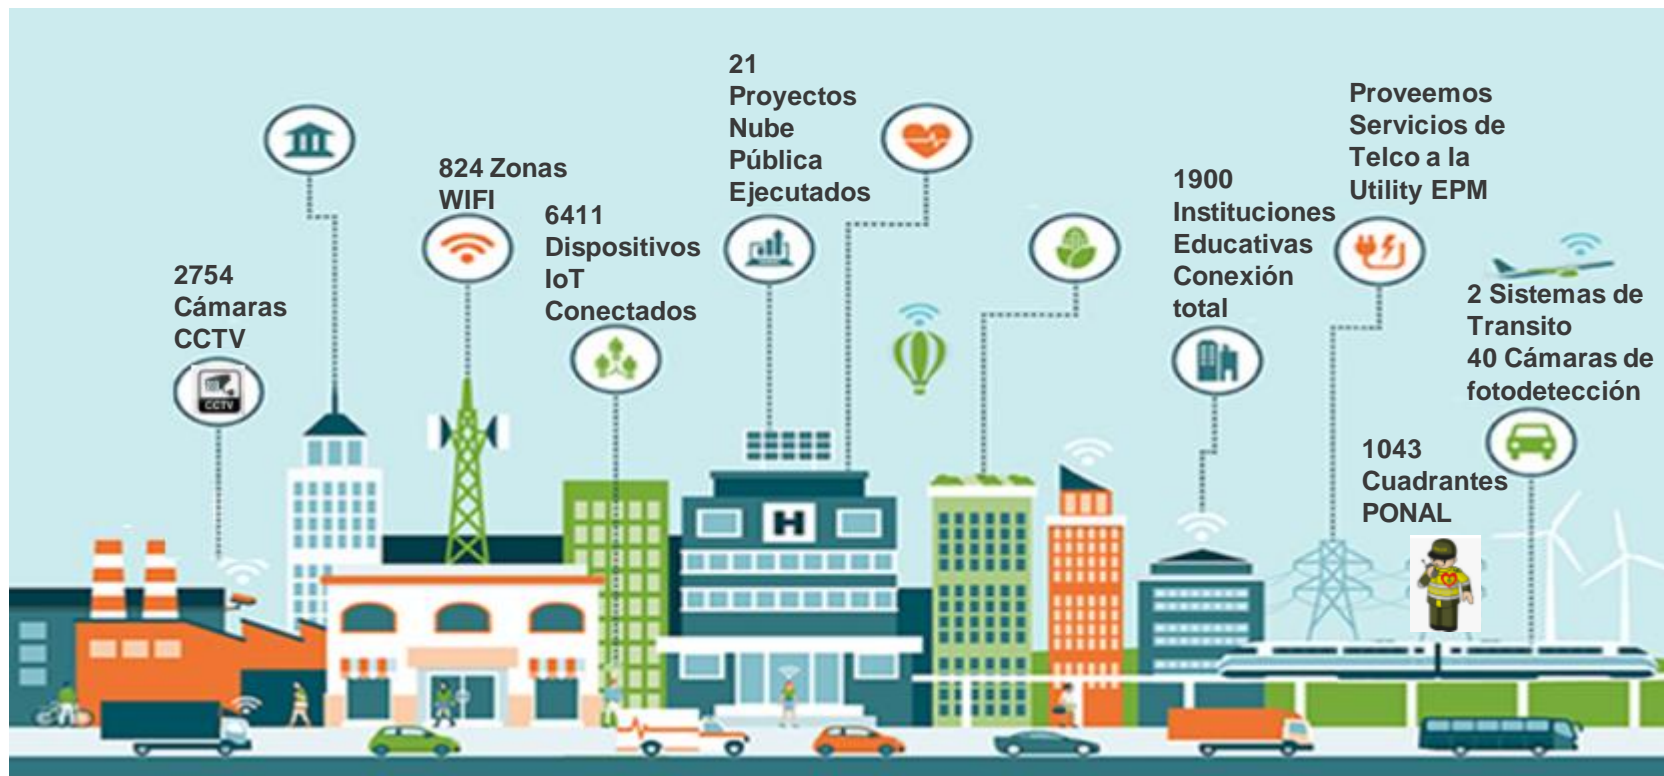 21
Proyectos
Nube
Pública
Ejecutados
Proveemos
Servicios de
Telco a la
Utility EPM
824 Zonas
WIFI
1900
Instituciones
Educativas
Conexión
total
6411
Dispositivos
IoT
Conectados
2754
Cámaras
CCTV
CCTV
2 Sistemas de
Transito
40 Cámaras de
fotodetección
1043
Cuadrantes
PONAL
H